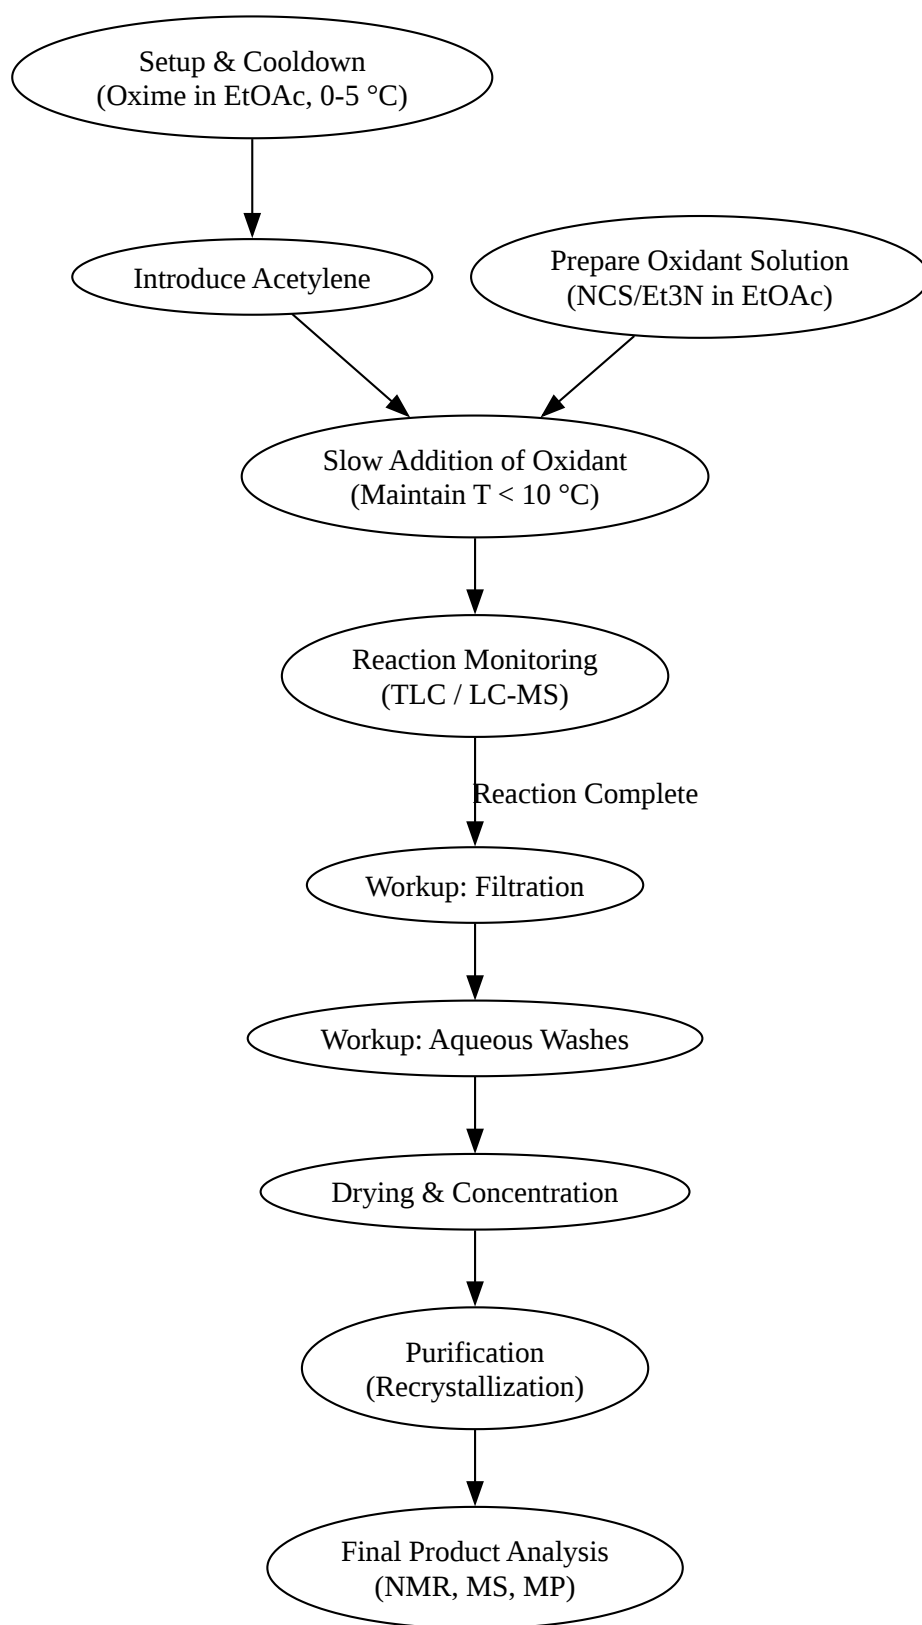 Setup & Cooldown
(Oxime in EtOAc, 0-5 °C)
Introduce Acetylene
Prepare Oxidant Solution
(NCS/Et3N in EtOAc)
Slow Addition of Oxidant
(Maintain T < 10 °C)
Reaction Monitoring
(TLC / LC-MS)
Reaction Complete
Workup: Filtration
Workup: Aqueous Washes
Drying & Concentration
Purification
(Recrystallization)
Final Product Analysis
(NMR, MS, MP)